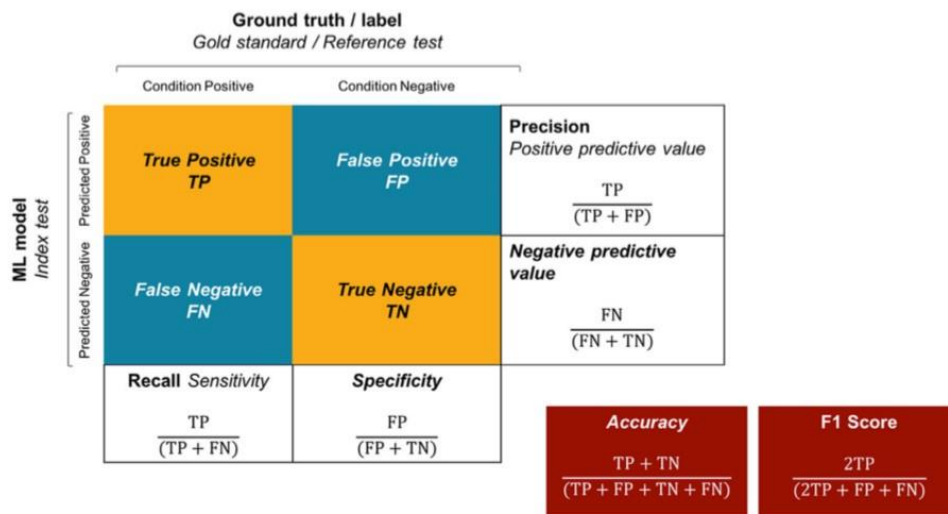 Ground truth / label
Gold standard / Reference test
Condition Positive
Condition Negative
ML model
Index test
Predicted Positive
True Positive
TP
False Positive
FP
Precision
Positive predictive value
TP
(TP + FP)
Predicted Negative
False Negative
FN
True Negative
TN
Negative predictive
value
FN
(FN + TN)
Recall Sensitivity
TP
(TP + FN)
Specificity
FP
(FP + TN)
Accuracy
TP + TN
(TP + FP + TN + FN)
F1 Score
2TP
(2TP + FP + FN)